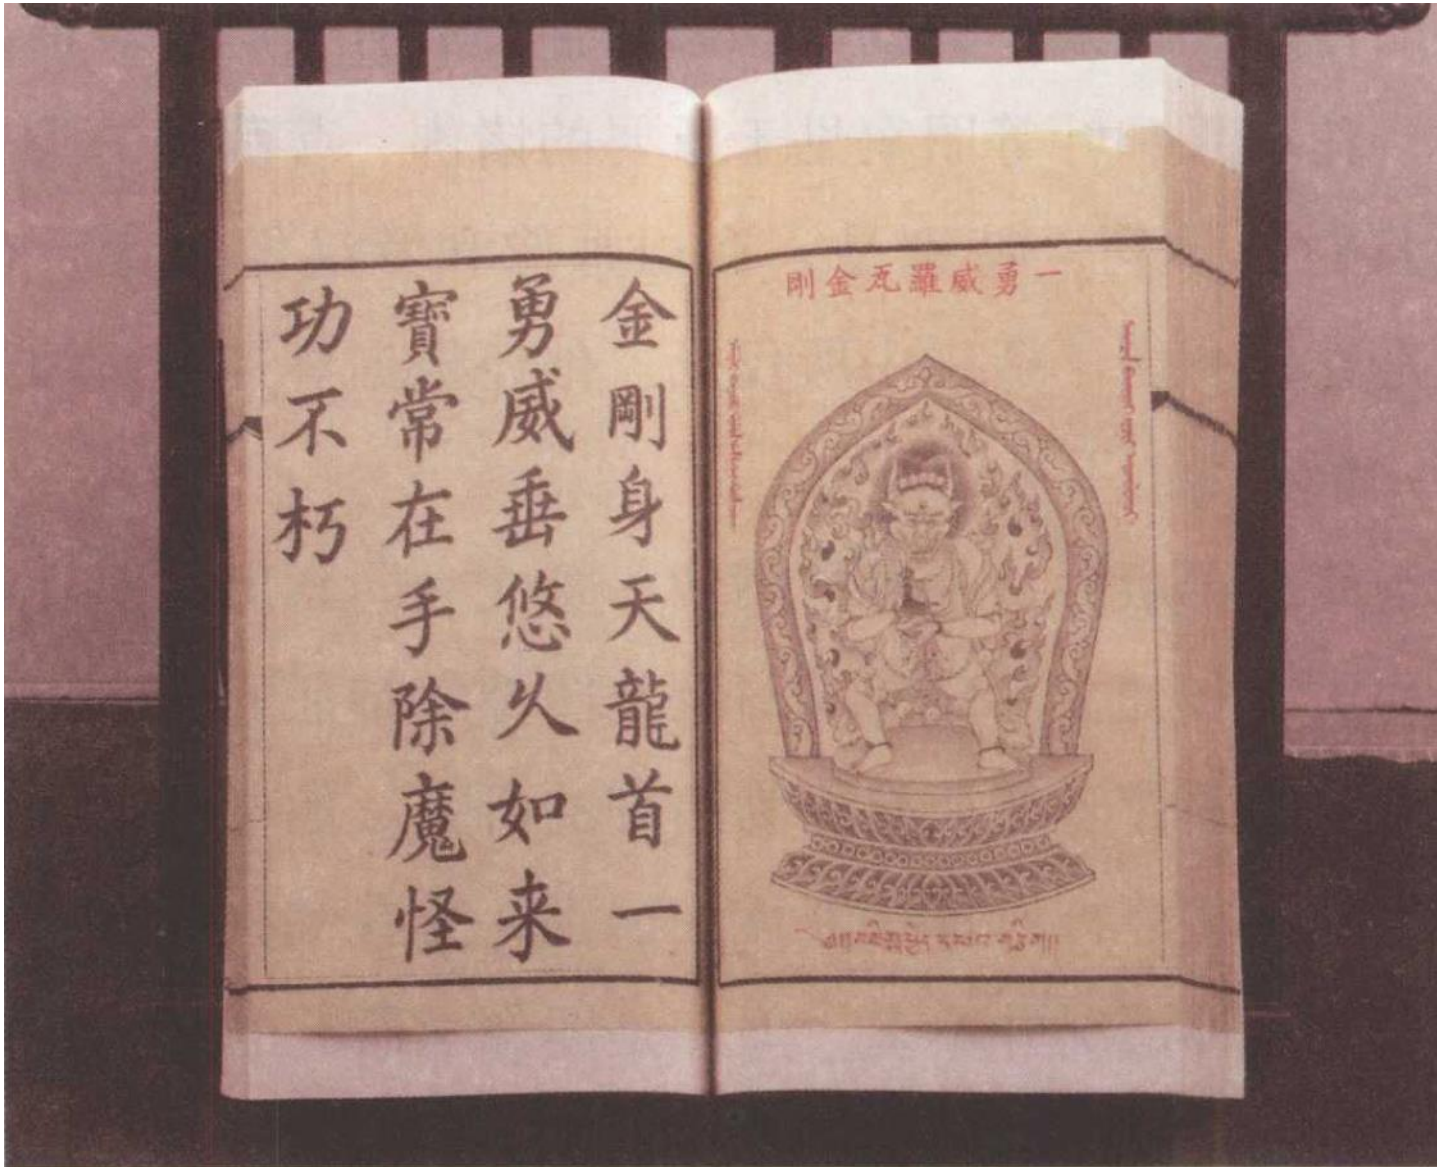 一勇威羅瓦金剛
金剛身天龍首一
勇威垂悠久如来
寶常在手除魔怪
功不朽